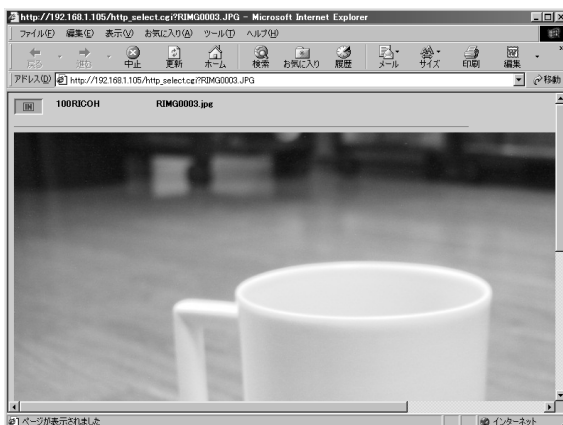 http://192.168.1.105/http_select.cgi?RIMG0003.JPG - Microsoft Internet Explorer
ファイル(F) 編集(E) 表示(V) お気に入り(A) ツール(T) ヘルプ(H)
戻る 進む 中止 更新 ホーム 検索 お気に入り 履歴 メール サイズ 印刷 編集
アドレス(D) http://192.168.1.105/http_select.cgi?RIMG0003.JPG 移動
IN 100RICOH RIMG0003.jpg
ページが表示されました インターネット